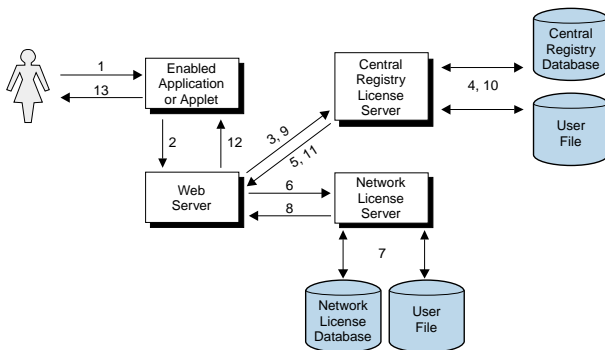 1
13
Enabled
Application
or Applet
Central
Registry
License
Server
4, 10
Central
Registry
Database
User
File
2
12
3, 9
5, 11
Web
Server
6
8
Network
License
Server
7
Network
License
Database
User
File